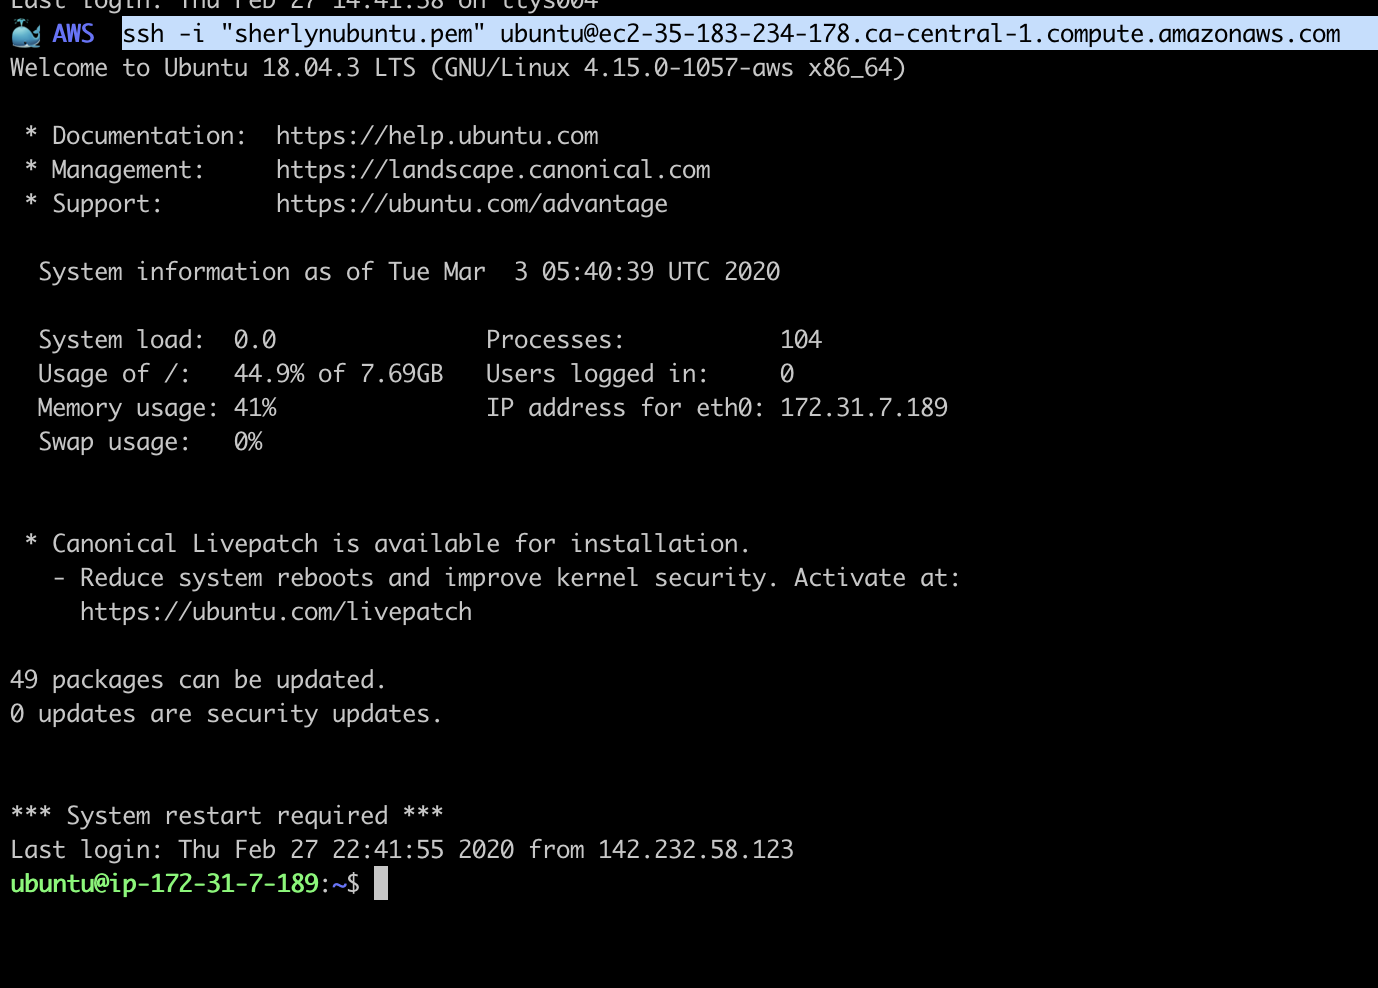 Last login: Thu Feb 27 14:41:38 on ttys004
AWS ssh -i "sherlynubuntu.pem" ubuntu@ec2-35-183-234-178.ca-central-1.compute.amazonaws.com
Welcome to Ubuntu 18.04.3 LTS (GNU/Linux 4.15.0-1057-aws x86_64)
* Documentation: https://help.ubuntu.com
* Management: https://landscape.canonical.com
* Support: https://ubuntu.com/advantage
System information as of Tue Mar 3 05:40:39 UTC 2020
System load: 0.0 Processes: 104
Usage of /: 44.9% of 7.69GB Users logged in: 0
Memory usage: 41% IP address for eth0: 172.31.7.189
Swap usage: 0%
* Canonical Livepatch is available for installation.
- Reduce system reboots and improve kernel security. Activate at:
https://ubuntu.com/livepatch
49 packages can be updated.
0 updates are security updates.
*** System restart required ***
Last login: Thu Feb 27 22:41:55 2020 from 142.232.58.123
ubuntu@ip-172-31-7-189:~$